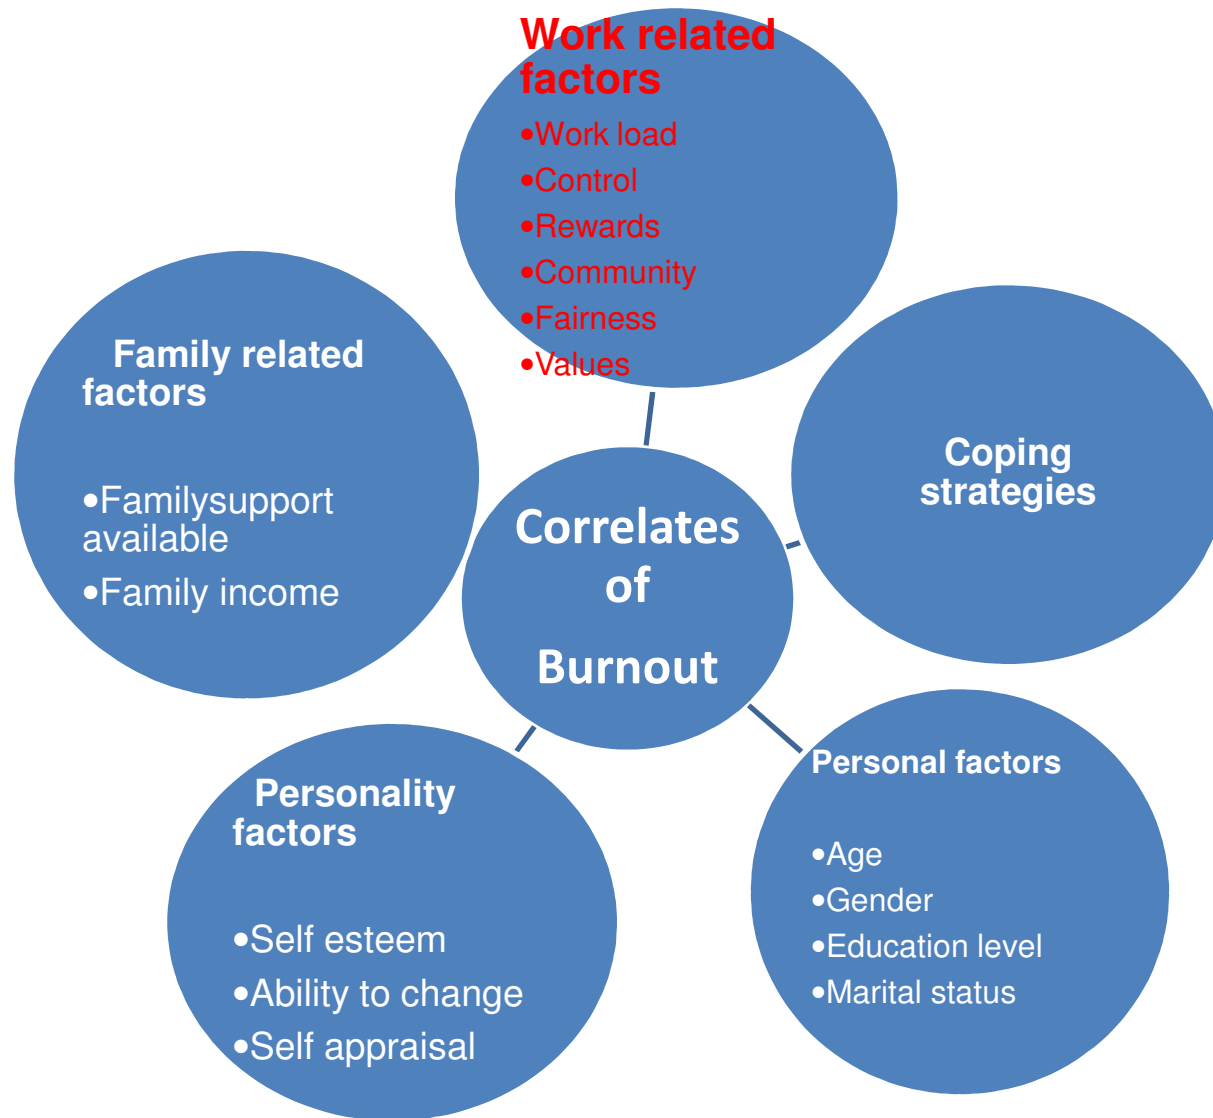 Work related
factors
•Work load
•Control
•Rewards
•Community
•Fairness
•Values
Family related
factors
•Familysupport
available
•Family income
Coping
strategies
Correlates
of
Burnout
Personal factors
•Age
•Gender
•Education level
•Marital status
Personality
factors
•Self esteem
•Ability to change
•Self appraisal